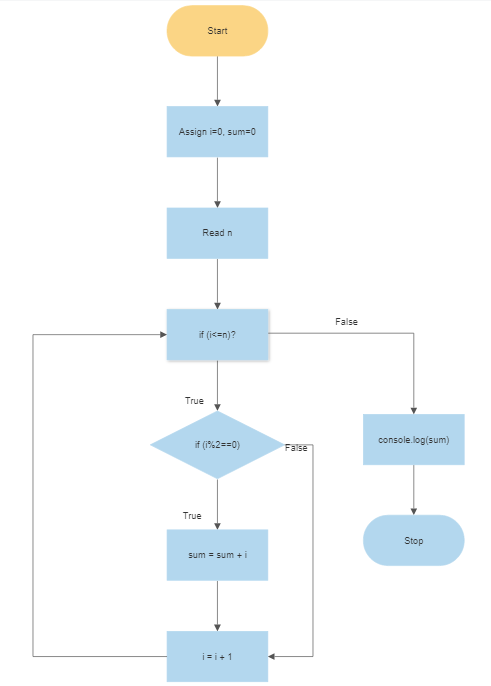 Start
Assign i=0, sum=0
Read n
if (i<=n)?
False
True
if (i%2==0)
False
console.log(sum)
True
sum = sum + i
Stop
i = i + 1